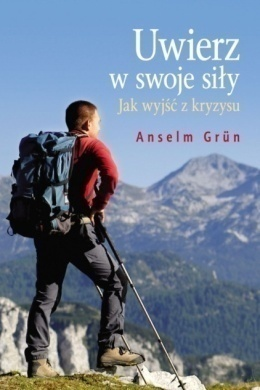 Uwierz
w swoje siły
Jak wyjść z kryzysu
Anselm Grün